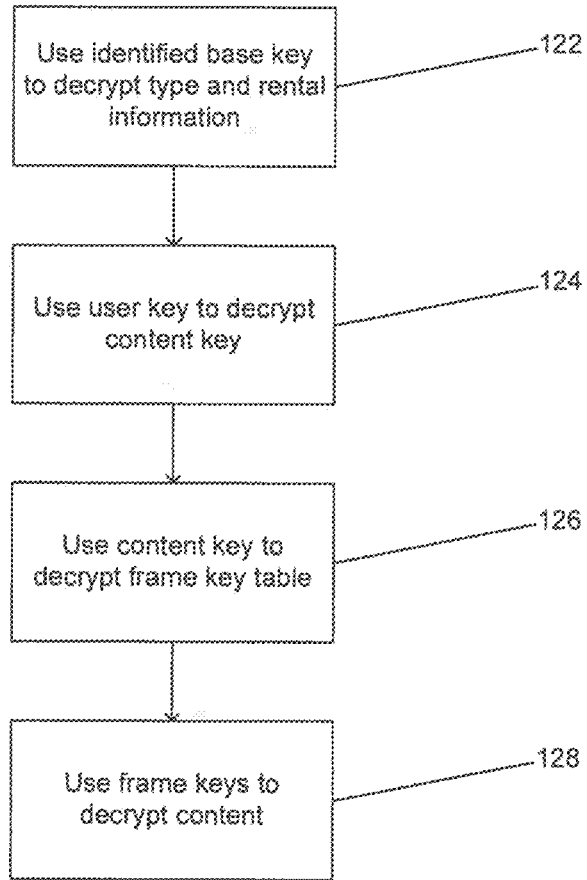 Use identified base key
to decrypt type and rental
information
122
Use user key to decrypt
content key
124
Use content key to
decrypt frame key table
126
Use frame keys to
decrypt content
128